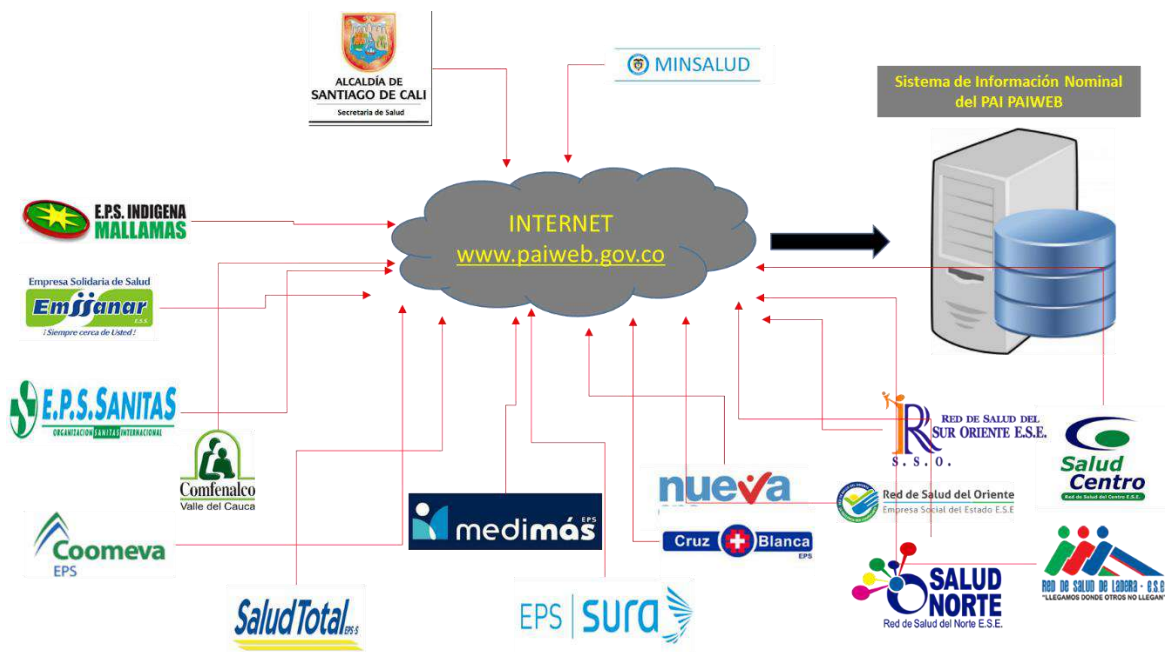 ALCALDÍA DE
SANTIAGO DE CALI
Secretaria de Salud
MINSALUD
Sistema de Información Nominal
del PAI PAIWEB
E.P.S. INDIGENA
MALLAMAS
INTERNET
www.paiweb.gov.co
Empresa Solidaria de Salud
Emssanar
E.S.S.
¡Siempre cerca de Usted!
E.P.S. SANITAS
ORGANIZACIÓN SANITAS INTERNACIONAL
Comfenalco
Valle del Cauca
RED DE SALUD DEL
SUR ORIENTE E.S.E.
S. S. O.
Salud
Centro
Red de Salud del Centro E.S.E.
nueva
Red de Salud del Oriente
Empresa Social del Estado E.S.E
medimás EPS
Cruz Blanca
EPS
Coomeva
EPS
SALUD
NORTE
Red de Salud del Norte E.S.E.
RED DE SALUD DE LADERA - E.S.E
"LLEGAMOS DONDE OTROS NO LLEGAN"
SaludTotal EPS S
EPS sura